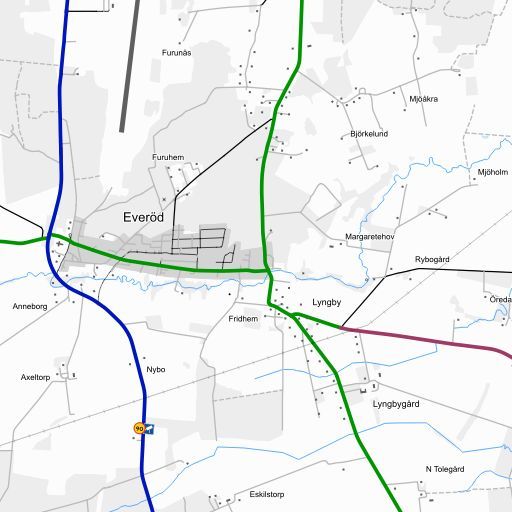 Furunäs
Mjöåkra
Björkelund
Furuhem
Mjöholm
Everöd
Margaretehov
Rybogård
Öreda
Anneborg
Lyngby
Fridhem
Nybo
Axeltorp
Lyngbygård
90
N Tolegård
Eskilstorp